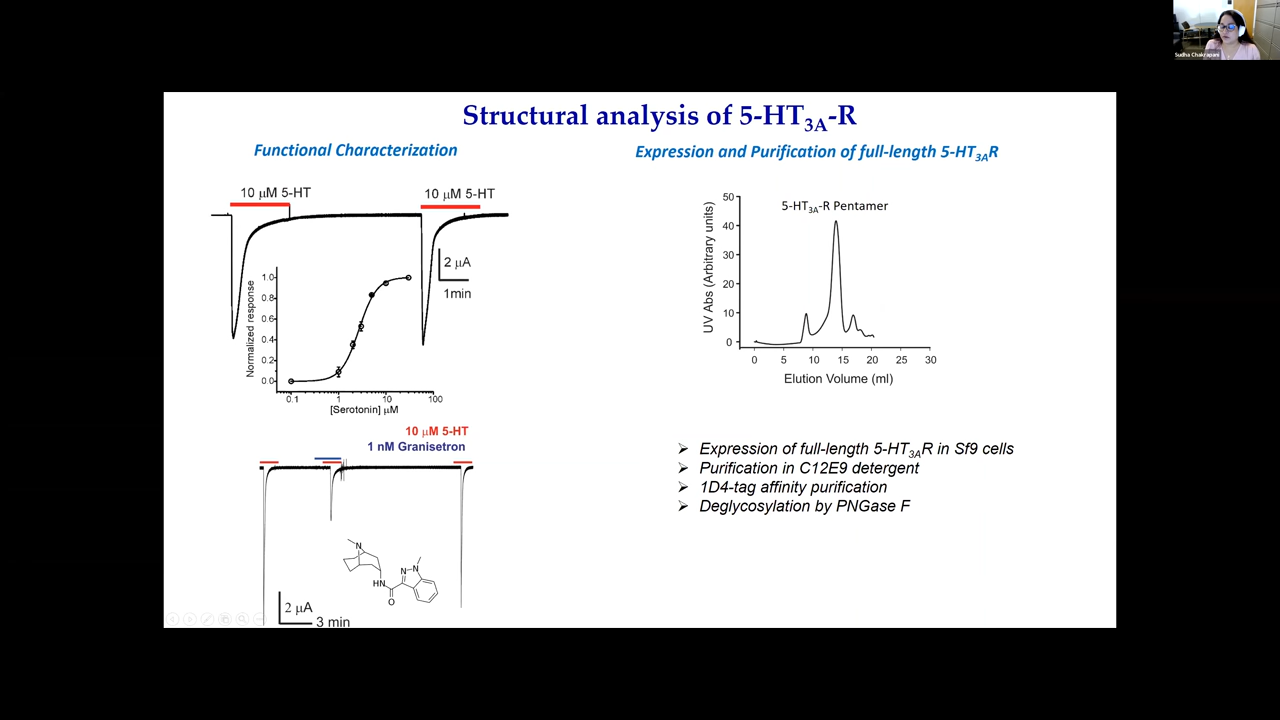 Sudha Chakrapani
Structural analysis of 5-HT3A-R
Functional Characterization
Expression and Purification of full-length 5-HT3AR
10 μM 5-HT
10 μM 5-HT
2 μA
1min
1.0
0.8
0.6
0.4
0.2
0.0
Normalized response
0.1
1
10
100
[Serotonin] μM
50
40
30
20
10
0
UV Abs (Arbitrary units)
5-HT3A-R Pentamer
0
5
10
15
20
25
30
Elution Volume (ml)
10 μM 5-HT
1 nM Granisetron
N
HN
O
N
N
2 μA
3 min
➢ Expression of full-length 5-HT3AR in Sf9 cells
➢ Purification in C12E9 detergent
➢ 1D4-tag affinity purification
➢ Deglycosylation by PNGase F